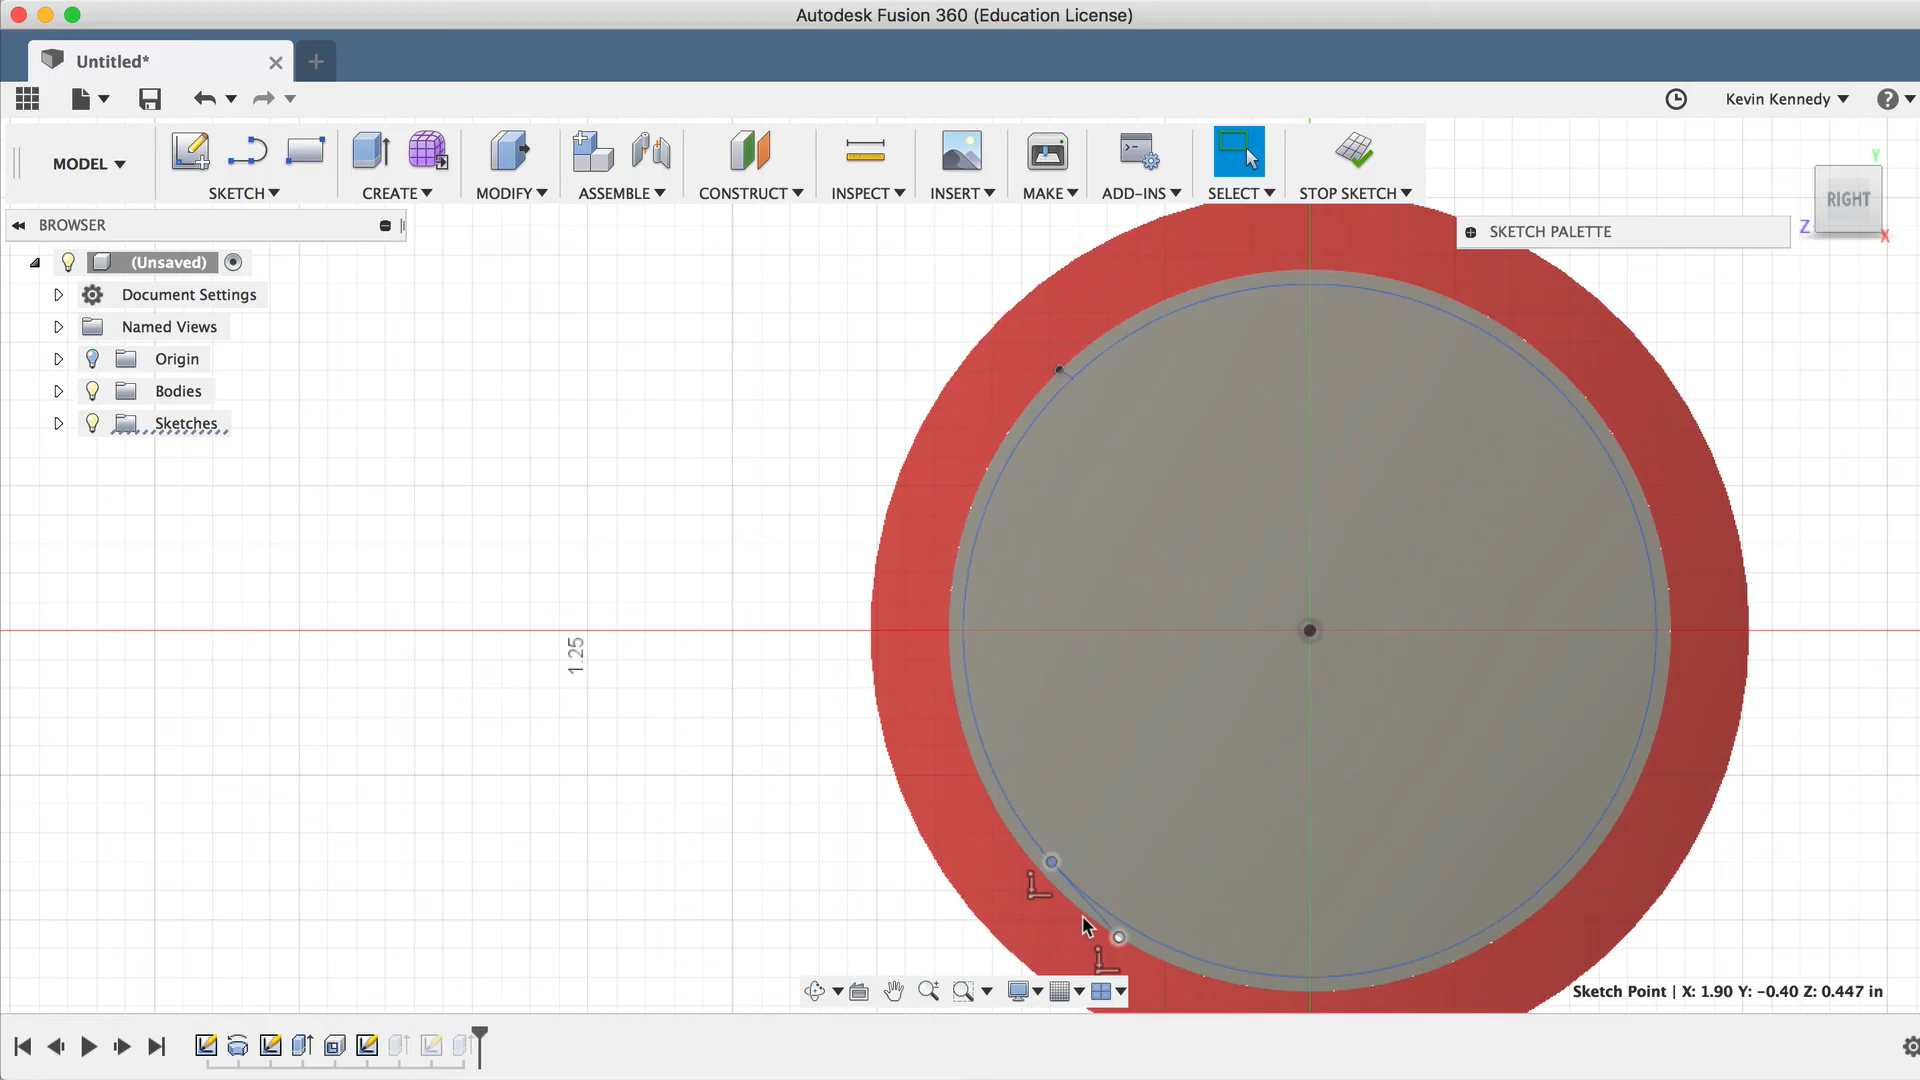 Autodesk Fusion 360 (Education License)
Untitled*
Kevin Kennedy
MODEL
SKETCH
CREATE
MODIFY
ASSEMBLE
CONSTRUCT
INSPECT
INSERT
MAKE
ADD-INS
SELECT
STOP SKETCH
BROWSER
SKETCH PALETTE
Y
RIGHT
Z
X
(Unsaved)
Document Settings
Named Views
Origin
Bodies
Sketches
1.25
Sketch Point | X: 1.90 Y: -0.40 Z: 0.447 in